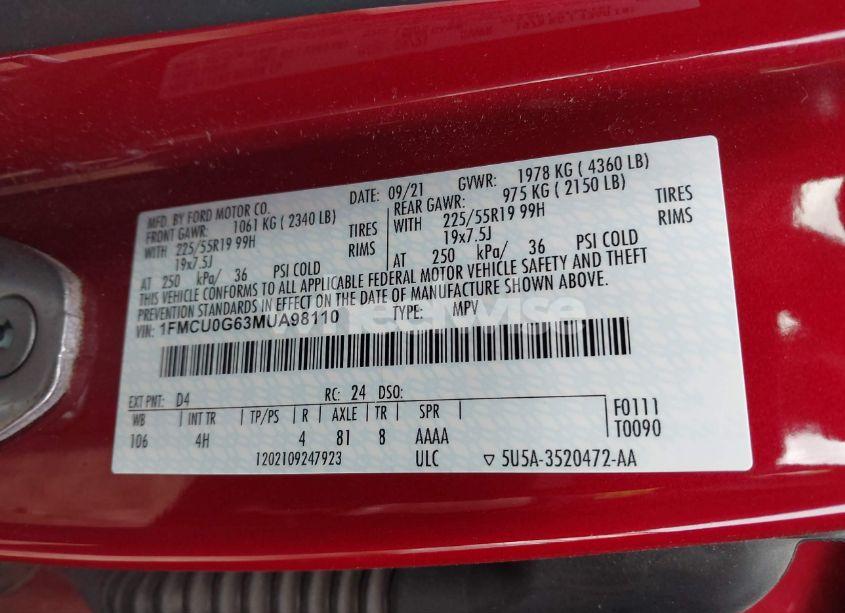 MFD. BY FORD MOTOR CO.
DATE: 09/21 GVWR: 1978 KG ( 4360 LB)
FRONT GAWR: 1061 KG ( 2340 LB)
REAR GAWR: 975 KG ( 2150 LB)
WITH 225/55R19 99H TIRES
WITH 225/55R19 99H TIRES
19x7.5J RIMS
19x7.5J RIMS
AT 250 kPa/ 36 PSI COLD
AT 250 kPa/ 36 PSI COLD
THIS VEHICLE CONFORMS TO ALL APPLICABLE FEDERAL MOTOR VEHICLE SAFETY AND THEFT
PREVENTION STANDARDS IN EFFECT ON THE DATE OF MANUFACTURE SHOWN ABOVE.
VIN: 1FMCU0G63MUA98110 TYPE: MPV
EXT PNT: D4 RC: 24 DSO:
WB INT TR TP/PS R AXLE TR SPR
106 4H 4 81 8 AAAA
F0111
T0090
1202109247923 ULC ▽ 5U5A-3520472-AA